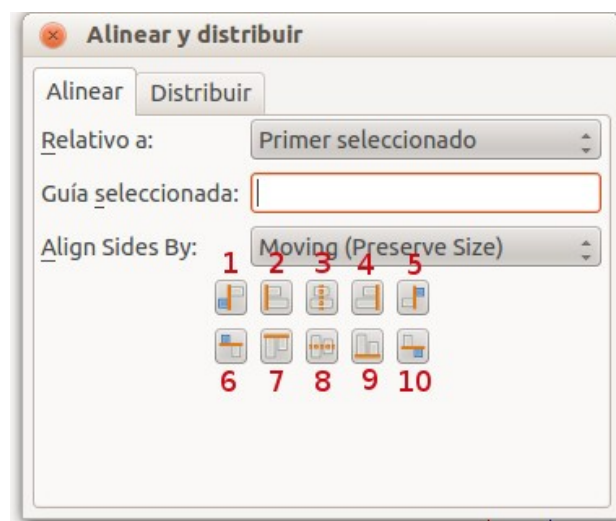 Alinear y distribuir
Alinear Distribuir
Relativo a: Primer seleccionado
Guía seleccionada:
Align Sides By: Moving (Preserve Size)
1 2 3 4 5
6 7 8 9 10